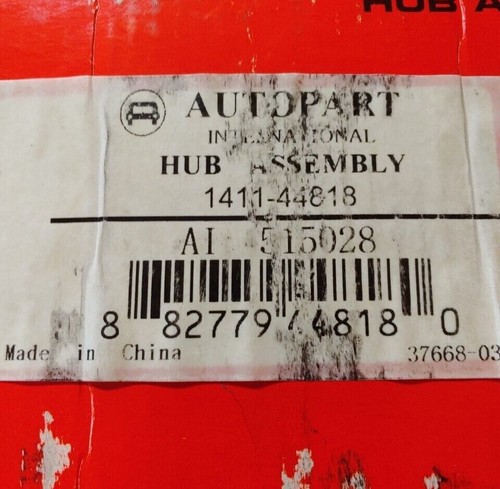 HUB A
AUTOPART
INTERNATIONAL
HUB ASSEMBLY
1411-44818
AI 515028
8 82779 44818 0
Made in China 37668-03